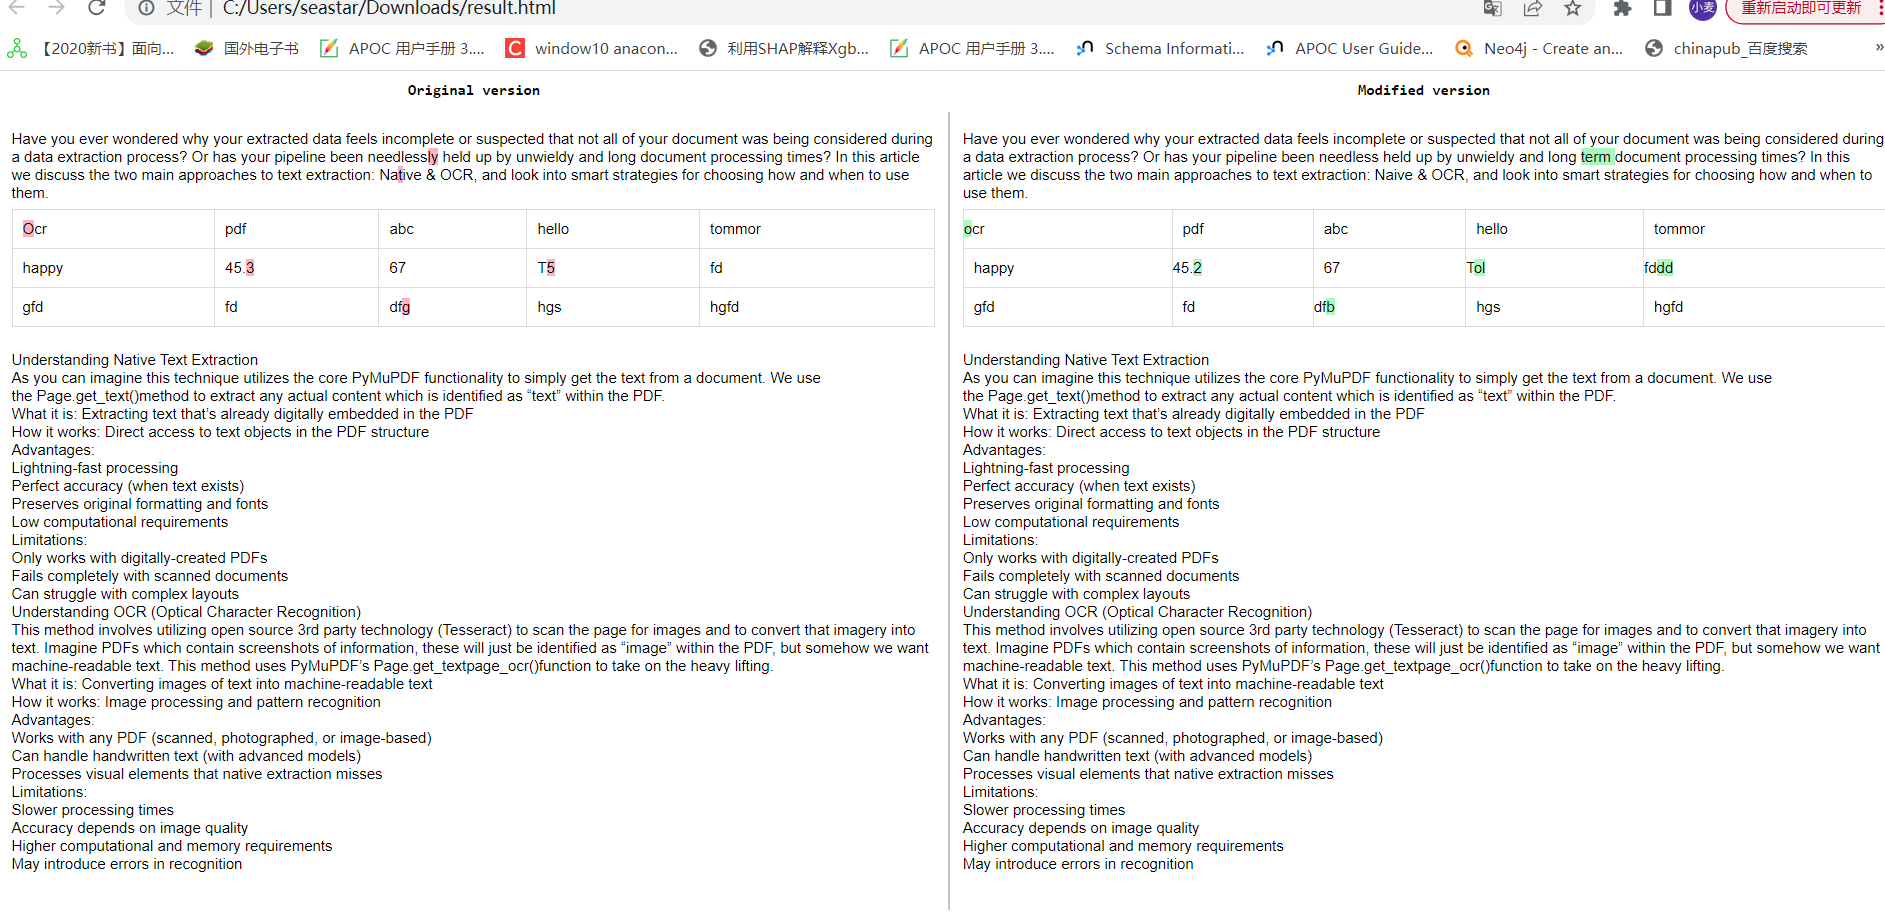 文件 | C:/Users/seastar/Downloads/result.html 小麦 重新启动即可更新
【2020新书】面向... 国外电子书 APOC 用户手册 3.... window10 anacon... 利用SHAP解释Xgb... APOC 用户手册 3.... Schema Informati... APOC User Guide... Neo4j - Create an... chinapub_百度搜索 »
Original version
Have you ever wondered why your extracted data feels incomplete or suspected that not all of your document was being considered during
a data extraction process? Or has your pipeline been needlessly held up by unwieldy and long document processing times? In this article
we discuss the two main approaches to text extraction: Native & OCR, and look into smart strategies for choosing how and when to use
them.
Ocr pdf abc hello tommor
happy 45.3 67 T5 fd
gfd fd dfg hgs hgfd
Understanding Native Text Extraction
As you can imagine this technique utilizes the core PyMuPDF functionality to simply get the text from a document. We use
the Page.get_text()method to extract any actual content which is identified as “text” within the PDF.
What it is: Extracting text that’s already digitally embedded in the PDF
How it works: Direct access to text objects in the PDF structure
Advantages:
Lightning-fast processing
Perfect accuracy (when text exists)
Preserves original formatting and fonts
Low computational requirements
Limitations:
Only works with digitally-created PDFs
Fails completely with scanned documents
Can struggle with complex layouts
Understanding OCR (Optical Character Recognition)
This method involves utilizing open source 3rd party technology (Tesseract) to scan the page for images and to convert that imagery into
text. Imagine PDFs which contain screenshots of information, these will just be identified as “image” within the PDF, but somehow we want
machine-readable text. This method uses PyMuPDF’s Page.get_textpage_ocr()function to take on the heavy lifting.
What it is: Converting images of text into machine-readable text
How it works: Image processing and pattern recognition
Advantages:
Works with any PDF (scanned, photographed, or image-based)
Can handle handwritten text (with advanced models)
Processes visual elements that native extraction misses
Limitations:
Slower processing times
Accuracy depends on image quality
Higher computational and memory requirements
May introduce errors in recognition
Modified version
Have you ever wondered why your extracted data feels incomplete or suspected that not all of your document was being considered during
a data extraction process? Or has your pipeline been needless held up by unwieldy and long term document processing times? In this
article we discuss the two main approaches to text extraction: Naive & OCR, and look into smart strategies for choosing how and when to
use them.
ocr pdf abc hello tommor
happy 45.2 67 Tol fddd
gfd fd dfb hgs hgfd
Understanding Native Text Extraction
As you can imagine this technique utilizes the core PyMuPDF functionality to simply get the text from a document. We use
the Page.get_text()method to extract any actual content which is identified as “text” within the PDF.
What it is: Extracting text that’s already digitally embedded in the PDF
How it works: Direct access to text objects in the PDF structure
Advantages:
Lightning-fast processing
Perfect accuracy (when text exists)
Preserves original formatting and fonts
Low computational requirements
Limitations:
Only works with digitally-created PDFs
Fails completely with scanned documents
Can struggle with complex layouts
Understanding OCR (Optical Character Recognition)
This method involves utilizing open source 3rd party technology (Tesseract) to scan the page for images and to convert that imagery into
text. Imagine PDFs which contain screenshots of information, these will just be identified as “image” within the PDF, but somehow we want
machine-readable text. This method uses PyMuPDF’s Page.get_textpage_ocr()function to take on the heavy lifting.
What it is: Converting images of text into machine-readable text
How it works: Image processing and pattern recognition
Advantages:
Works with any PDF (scanned, photographed, or image-based)
Can handle handwritten text (with advanced models)
Processes visual elements that native extraction misses
Limitations:
Slower processing times
Accuracy depends on image quality
Higher computational and memory requirements
May introduce errors in recognition